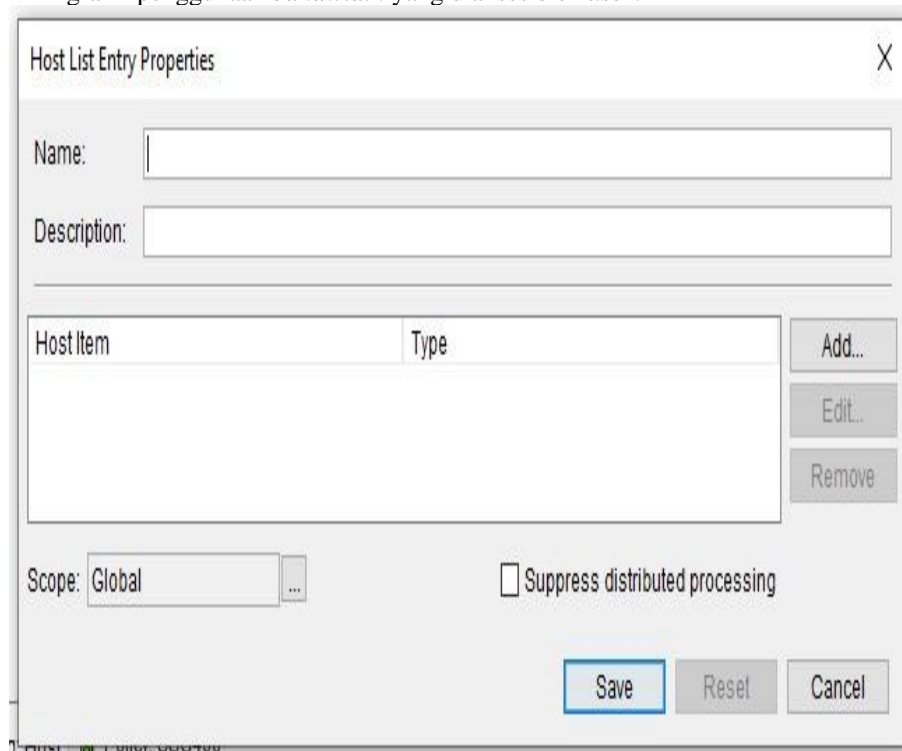 Host List Entry Properties
Name:
Description:
Host Item Type
Add...
Edit...
Remove
Scope: Global ...
Suppress distributed processing
Save Reset Cancel